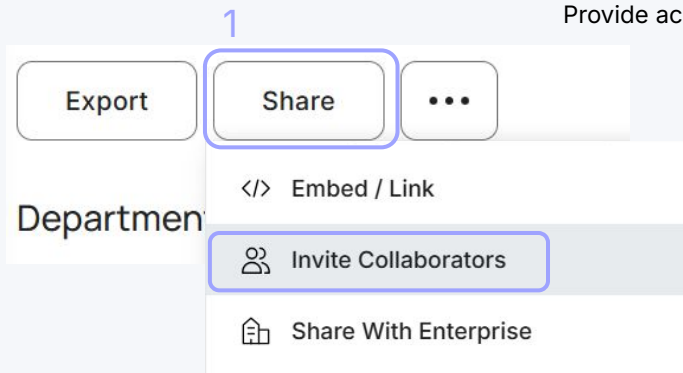 1
Provide ac
Export
Share
Departmen
Embed / Link
Invite Collaborators
Share With Enterprise